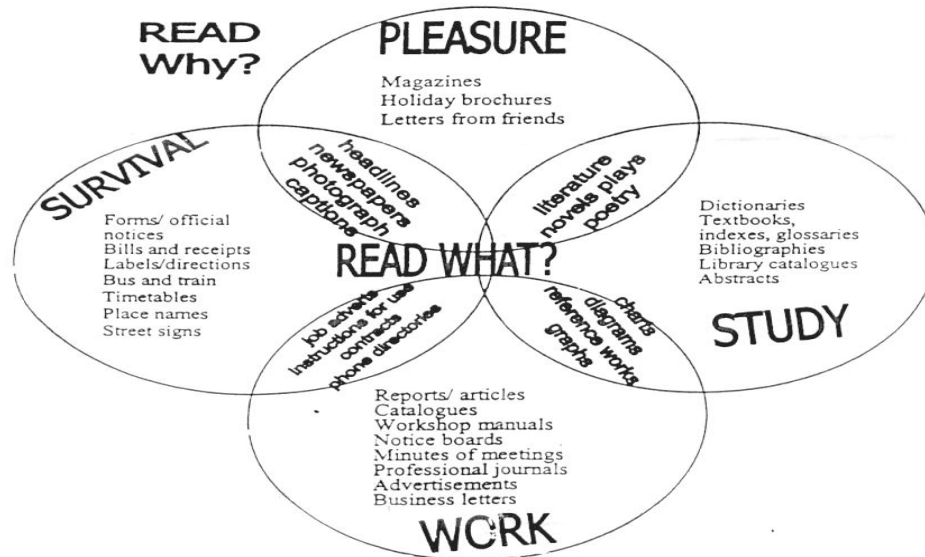 READ
Why?
PLEASURE
Magazines
Holiday brochures
Letters from friends
SURVIVAL
Forms/ official
notices
Bills and receipts
Labels/directions
Bus and train
Timetables
Place names
Street signs
headlines
newspapers
photograph
captions
literature
novels plays
poetry
Dictionaries
Textbooks,
indexes, glossaries
Bibliographies
Library catalogues
Abstracts
STUDY
READ WHAT?
job adverts
instructions for use
contracts
phone directories
charts
diagrams
reference works
graphs
Reports/ articles
Catalogues
Workshop manuals
Notice boards
Minutes of meetings
Professional journals
Advertisements
Business letters
WORK